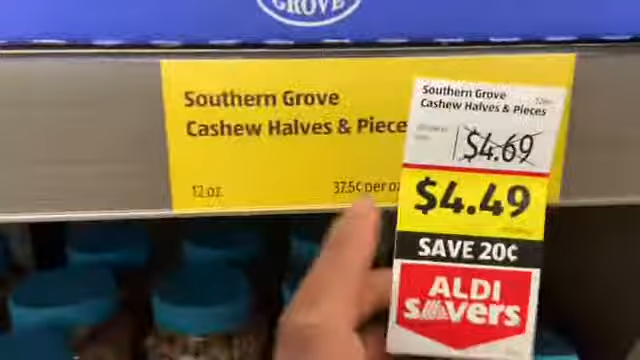 GROVE
Southern Grove
Cashew Halves & Piece
12 oz.
37.5¢ per oz
Southern Grove
Cashew Halves & Pieces
$4.69
$4.49
SAVE 20¢
ALDI
savers